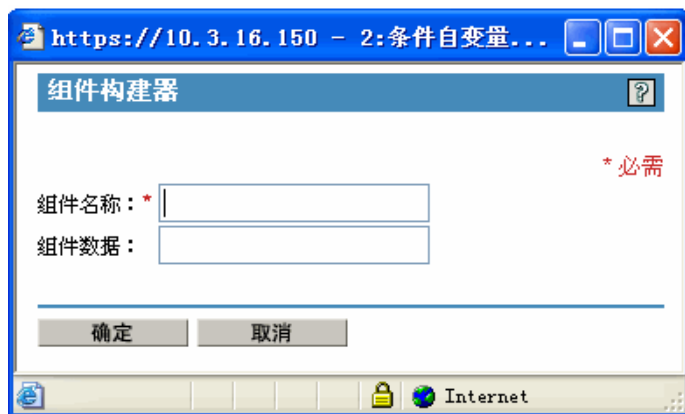 https://10.3.16.150 - 2:条件自变量...
组件构建器
?
* 必需
组件名称：*
组件数据：
确定 取消
Internet